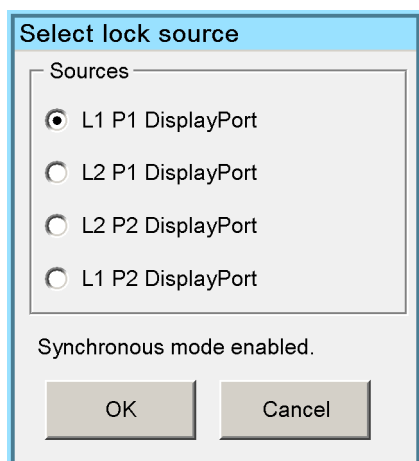 Select lock source
Sources
L1 P1 DisplayPort
L2 P1 DisplayPort
L2 P2 DisplayPort
L1 P2 DisplayPort
Synchronous mode enabled.
OK Cancel